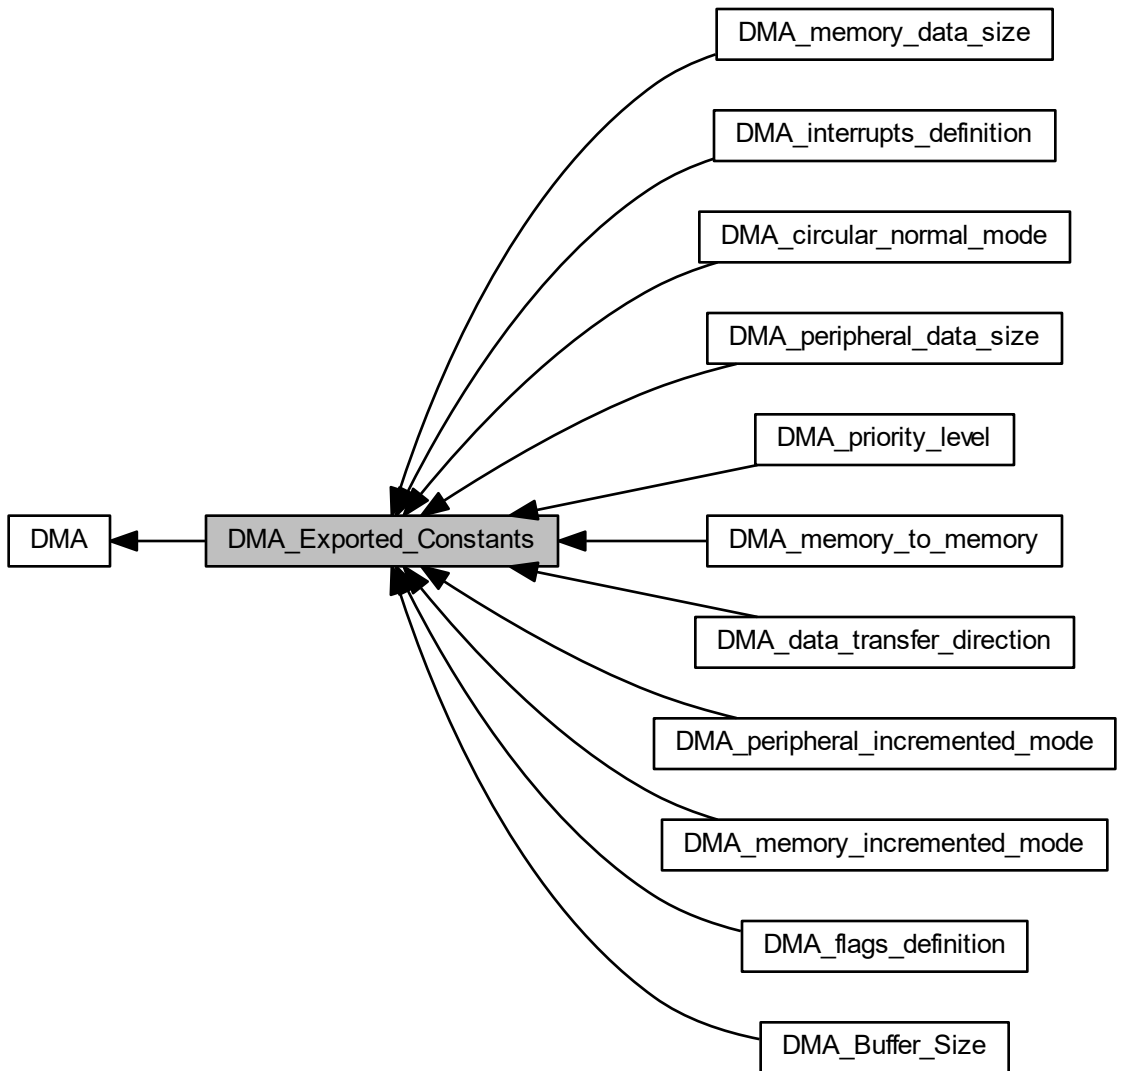 DMA_memory_data_size
DMA_interrupts_definition
DMA_circular_normal_mode
DMA_peripheral_data_size
DMA_priority_level
DMA
DMA_Exported_Constants
DMA_memory_to_memory
DMA_data_transfer_direction
DMA_peripheral_incremented_mode
DMA_memory_incremented_mode
DMA_flags_definition
DMA_Buffer_Size